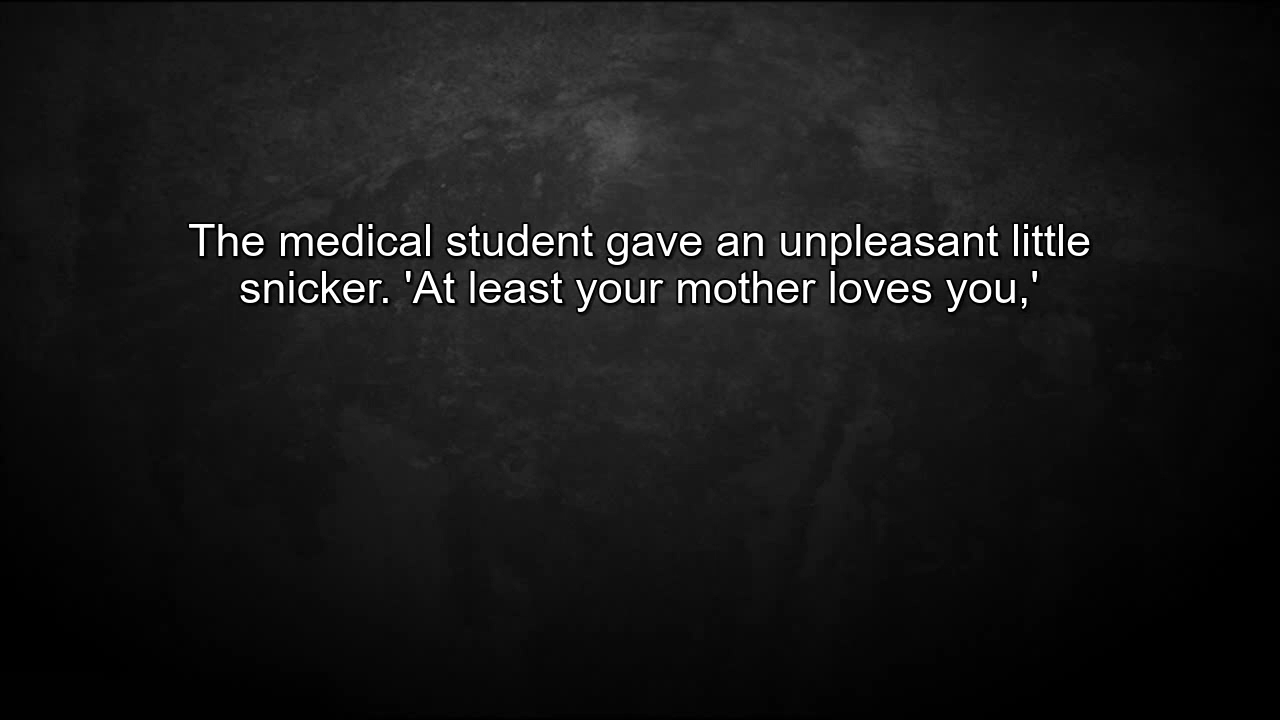 The medical student gave an unpleasant little
snicker. 'At least your mother loves you,'